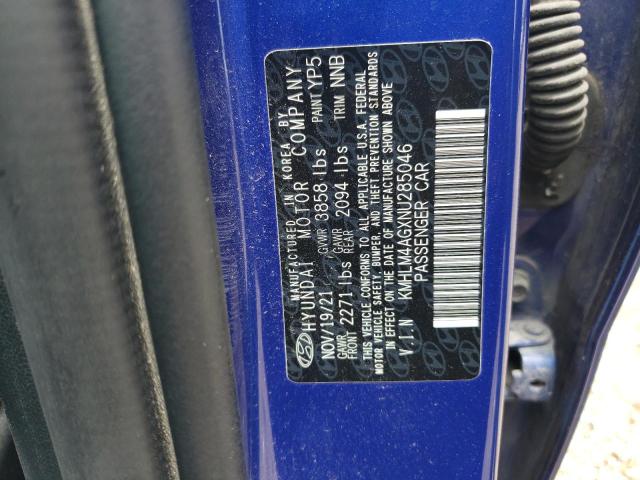 MANUFACTURED IN KOREA BY
HYUNDAI MOTOR COMPANY
NOV/19/21 GVWR 3858 lbs PAINT YP5
GAWR FRONT 2271 lbs GAWR REAR 2094 lbs TRIM NNB
THIS VEHICLE CONFORMS TO ALL APPLICABLE U.S.A. FEDERAL
MOTOR VEHICLE SAFETY, BUMPER, AND THEFT PREVENTION STANDARDS
IN EFFECT ON THE DATE OF MANUFACTURE SHOWN ABOVE
V.I.N KMHLM4AGXNU285046
PASSENGER CAR